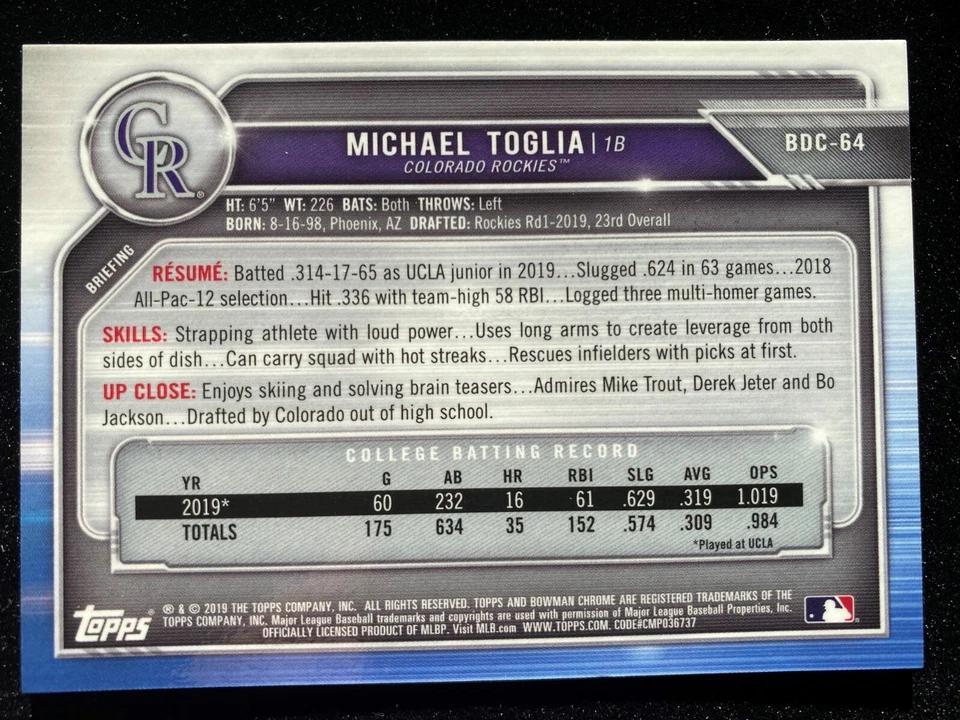 CR®
MICHAEL TOGLIA | 1B
COLORADO ROCKIES™
BDC-64
HT: 6'5" WT: 226 BATS: Both THROWS: Left
BORN: 8-16-98, Phoenix, AZ DRAFTED: Rockies Rd1-2019, 23rd Overall
BRIEFING
RÉSUMÉ: Batted .314-17-65 as UCLA junior in 2019...Slugged .624 in 63 games...2018
All-Pac-12 selection...Hit .336 with team-high 58 RBI...Logged three multi-homer games.
SKILLS: Strapping athlete with loud power...Uses long arms to create leverage from both
sides of dish...Can carry squad with hot streaks...Rescues infielders with picks at first.
UP CLOSE: Enjoys skiing and solving brain teasers...Admires Mike Trout, Derek Jeter and Bo
Jackson...Drafted by Colorado out of high school.
COLLEGE BATTING RECORD
YR G AB HR RBI SLG AVG OPS
2019* 60 232 16 61 .629 .319 1.019
TOTALS 175 634 35 152 .574 .309 .984
*Played at UCLA
Topps®
® & © 2019 THE TOPPS COMPANY, INC. ALL RIGHTS RESERVED. TOPPS AND BOWMAN CHROME ARE REGISTERED TRADEMARKS OF THE
TOPPS COMPANY, INC. Major League Baseball trademarks and copyrights are used with permission of Major League Baseball Properties, Inc.
OFFICIALLY LICENSED PRODUCT OF MLBP. Visit MLB.com WWW.TOPPS.COM. CODE#CMP036737